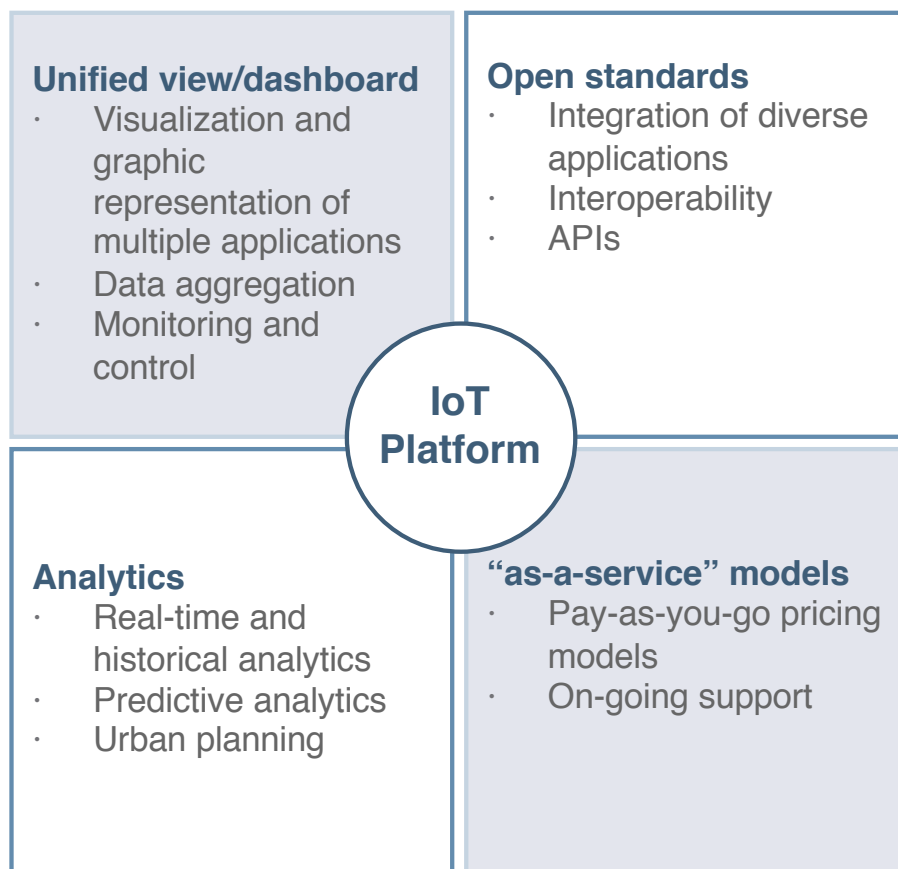 Unified view/dashboard
· Visualization and
graphic
representation of
multiple applications
· Data aggregation
· Monitoring and
control
Open standards
· Integration of diverse
applications
· Interoperability
· APIs
IoT
Platform
Analytics
· Real-time and
historical analytics
· Predictive analytics
· Urban planning
“as-a-service” models
· Pay-as-you-go pricing
models
· On-going support